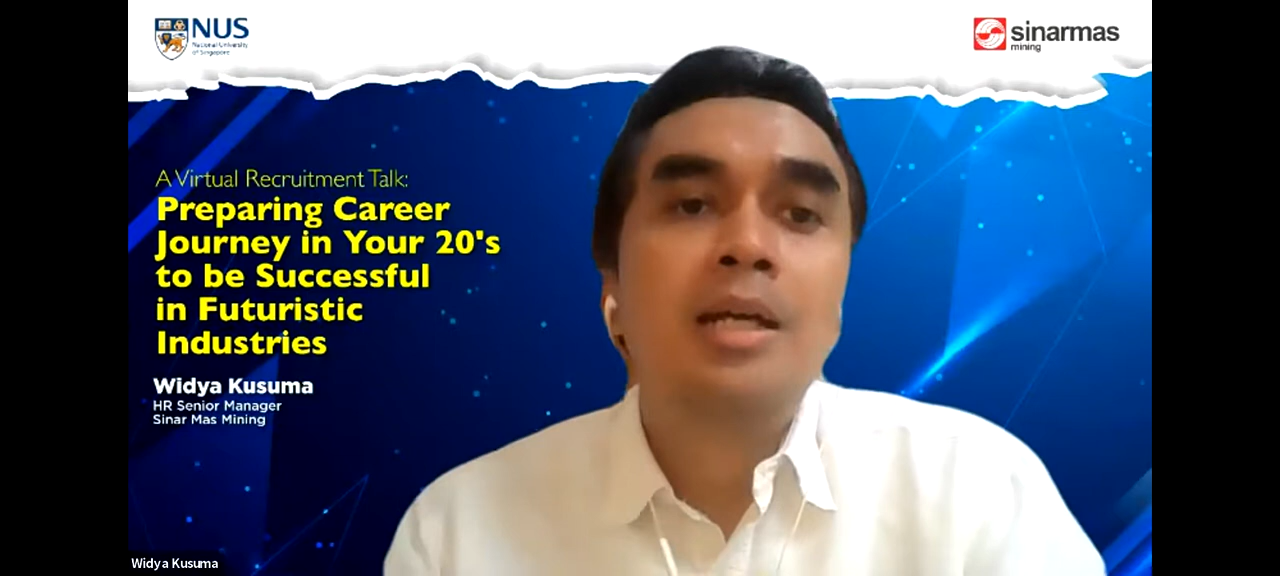 NUS
National University
of Singapore
sinarmas
mining
A Virtual Recruitment Talk:
Preparing Career
Journey in Your 20's
to be Successful
in Futuristic
Industries
Widya Kusuma
HR Senior Manager
Sinar Mas Mining
Widya Kusuma